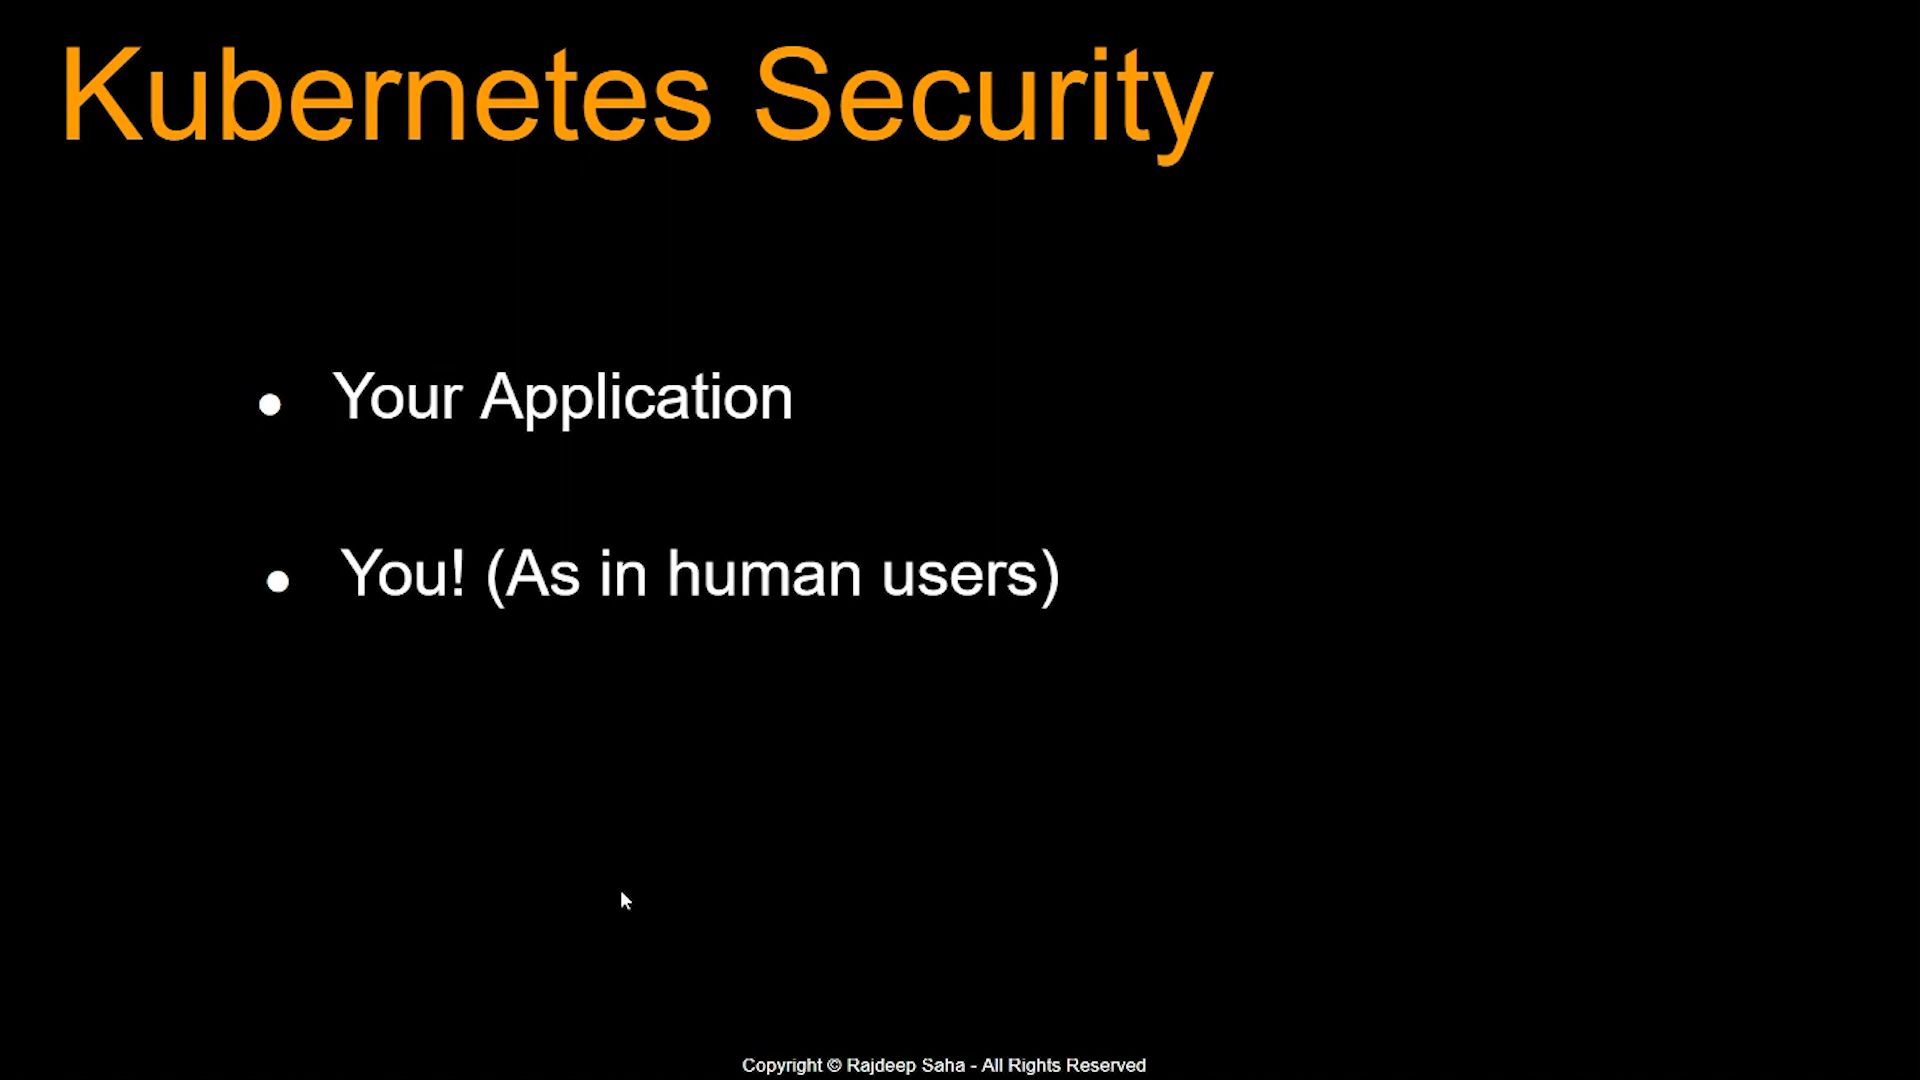 Kubernetes Security
● Your Application
● You! (As in human users)
Copyright © Rajdeep Saha - All Rights Reserved